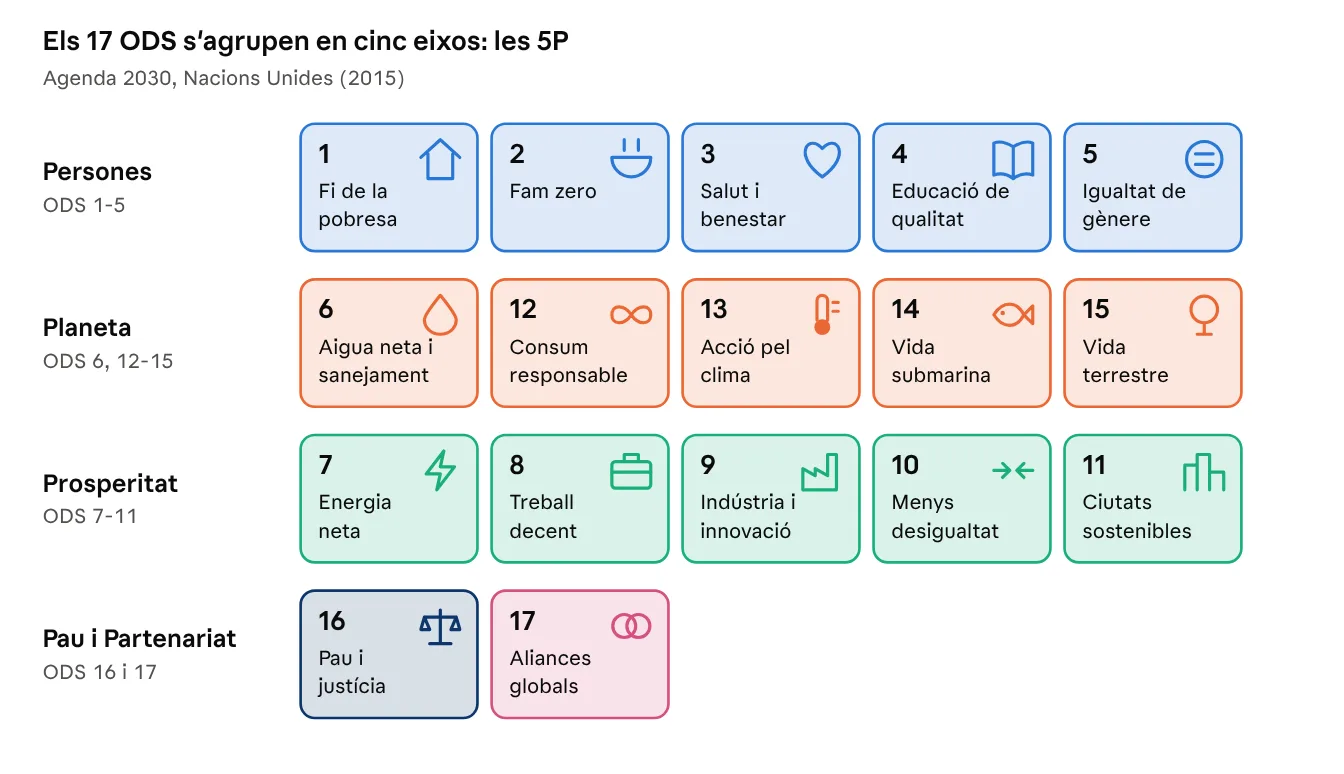 Els 17 ODS s’agrupen en cinc eixos: les 5P
Agenda 2030, Nacions Unides (2015)
Persones
ODS 1-5
1
Fi de la
pobresa
2
Fam zero
3
Salut i
benestar
4
Educació de
qualitat
5
Igualtat de
gènere
Planeta
ODS 6, 12-15
6
Aigua neta i
sanejament
12
Consum
responsable
13
Acció pel
clima
14
Vida
submarina
15
Vida
terrestre
Prosperitat
ODS 7-11
7
Energia
neta
8
Treball
decent
9
Indústria i
innovació
10
Menys
desigualtat
11
Ciutats
sostenibles
Pau i Partenariat
ODS 16 i 17
16
Pau i
justícia
17
Aliances
globals